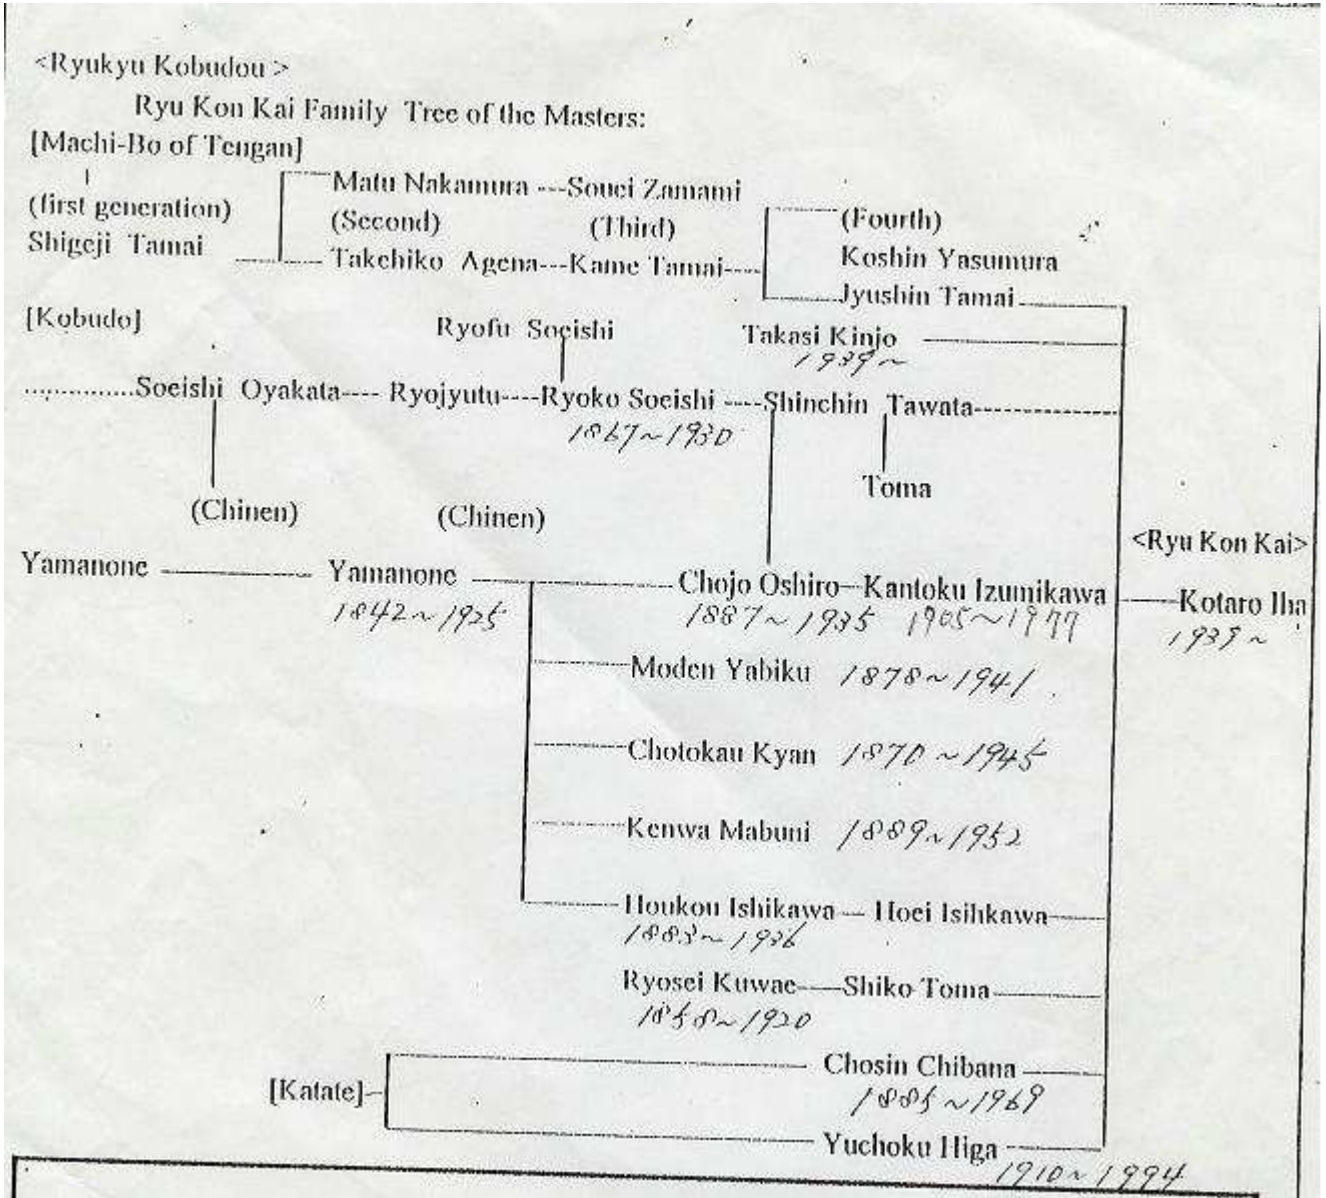 <Ryukyu Kobudou >
Ryu Kon Kai Family Tree of the Masters:
[Machi-Bo of Tengan]
Matu Nakamura ---Souei Zamami
(first generation) (Second) (Third) (Fourth)
Shigeji Tamai Takehiko Agena---Kame Tamai---- Koshin Yasumura
Jyushin Tamai
[Kobudo] Ryofu Soeishi Takasi Kinjo
1939~
..............Soeishi Oyakata---- Ryojyutu----Ryoko Soeishi ----Shinchin Tawata-------------
1867~1930
Toma
(Chinen) (Chinen)
<Ryu Kon Kai>
Yamanone Yamanone Chojo Oshiro—Kantoku Izumikawa Kotaro Iha
1842~1925 1887~1935 1905~1977 1939~
Moden Yabiku 1878~1941
Chotokau Kyan 1870~1945
Kenwa Mabuni 1889~1952
Houkou Ishikawa— Hoei Isihkawa
1883~1936
Ryosei Kuwae——Shiko Toma
1858~1920
Chosin Chibana
[Katate] 1885~1969
Yuchoku Higa
1910~1994